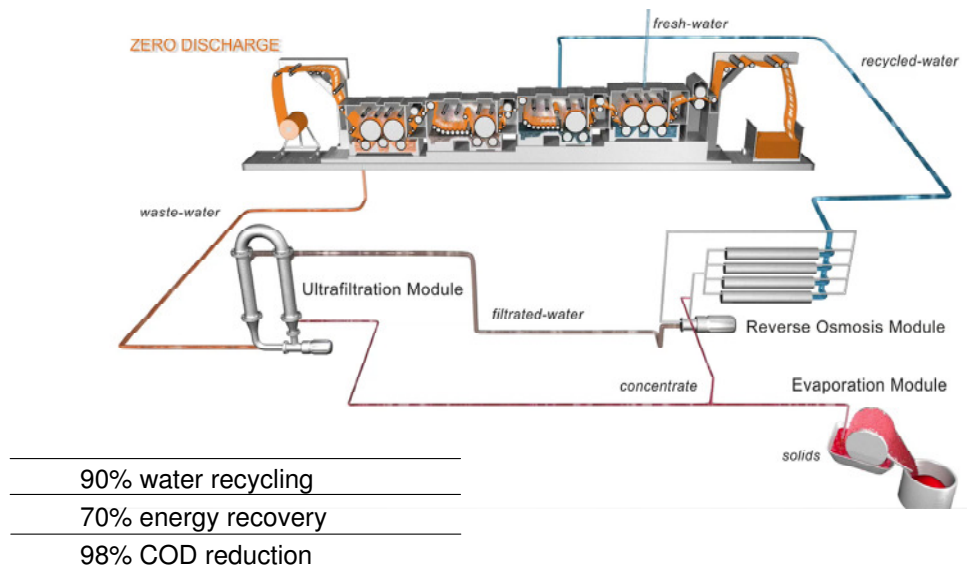 fresh-water
ZERO DISCHARGE
recycled-water
waste-water
Ultrafiltration Module
filtrated-water
Reverse Osmosis Module
concentrate
Evaporation Module
solids
90% water recycling
70% energy recovery
98% COD reduction